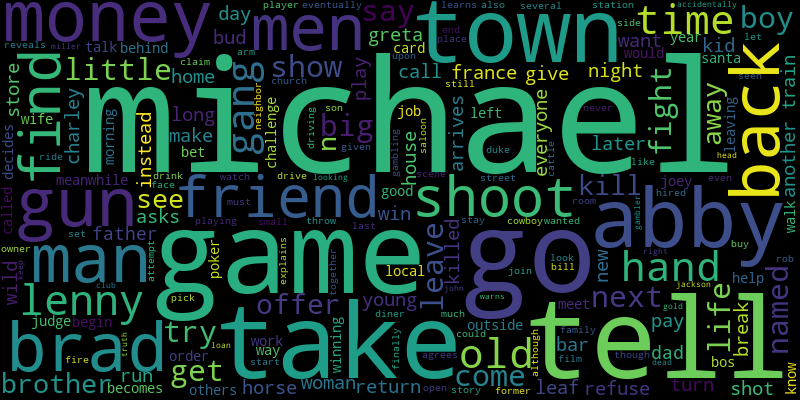 money
men
say
day
bud
greta
town
time
boy
player
eventually
learns
also
several
station
side
accidentally
reveals
miller
talk
behind
arm
card
end
place
want
would
year
kid
let
santa
store
find
little
home
show
play
call
france
give
night
back
train
another
walk
claim
church
upon
still
wife
charley
long
make
bet
gang
neighbor
challenge
michael
big
n
son
driving
given
job
left
house
saloon
gambling
duke
arrives
everyone
later
like
fight
away
leaving
seen
never
head
decides
morning
ride
instead
meanwhile
drink
face
watch
drive
looking
scene
good
street
cattle
kill
joey
even
called
gun
see
friend
shoot
abby
asks
win
playing
must
small
throw
last
stay
cowboy
wanted
room
red
gambler
owner
set
father
attempt
man
game
poker
explains
together
local
leave
killed
go
look
bill
new
right
buy
rob
wild
keep
club
lenny
pick
offer
young
john
join
warns
meet
hand
help
jackson
gold
named
judge
begin
truth
try
winning
diner
much
finally
could
outside
next
pay
life
break
brad
fire
loan
order
work
way
start
take
agrees
old
bar
film
family
although
though
tell
dad
dead
bos
know
brother
run
becomes
get
others
horse
woman
return
open
story
come
former
leaf
refuse
turn
shot